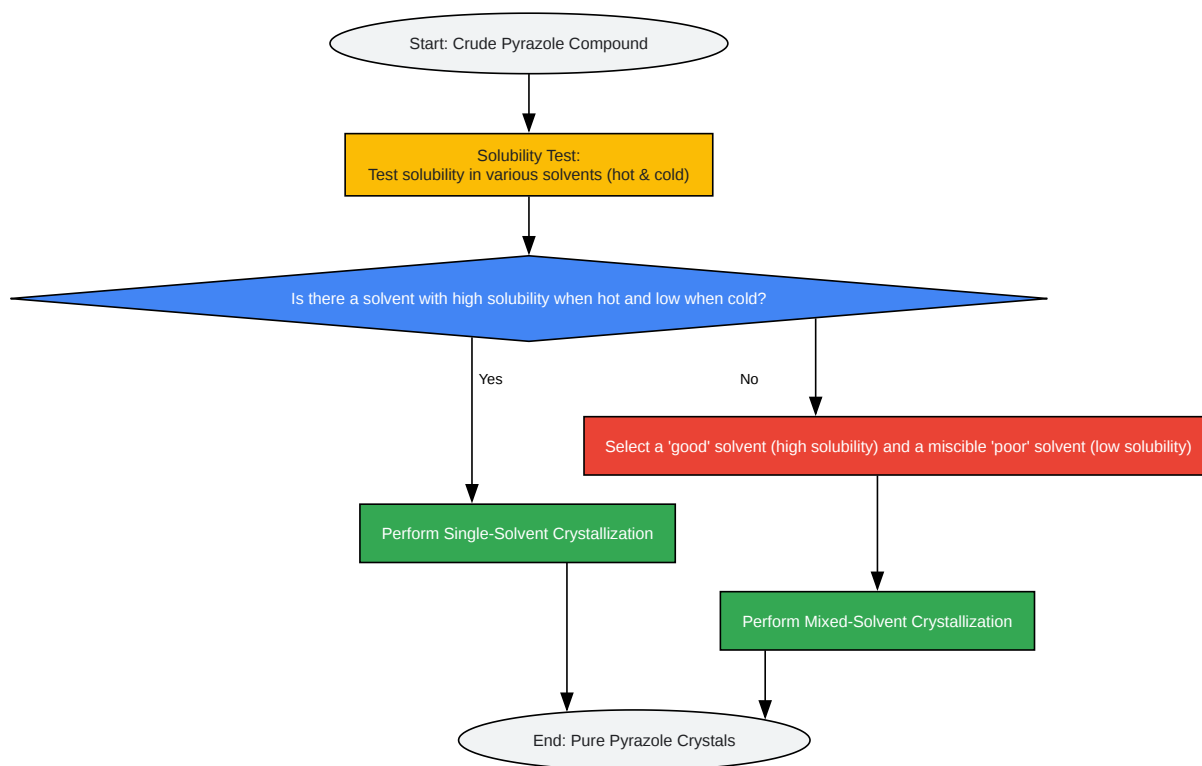 Start: Crude Pyrazole Compound
Solubility Test:
Test solubility in various solvents (hot & cold)
Is there a solvent with high solubility when hot and low when cold?
Yes
No
Select a 'good' solvent (high solubility) and a miscible 'poor' solvent (low solubility)
Perform Single-Solvent Crystallization
Perform Mixed-Solvent Crystallization
End: Pure Pyrazole Crystals